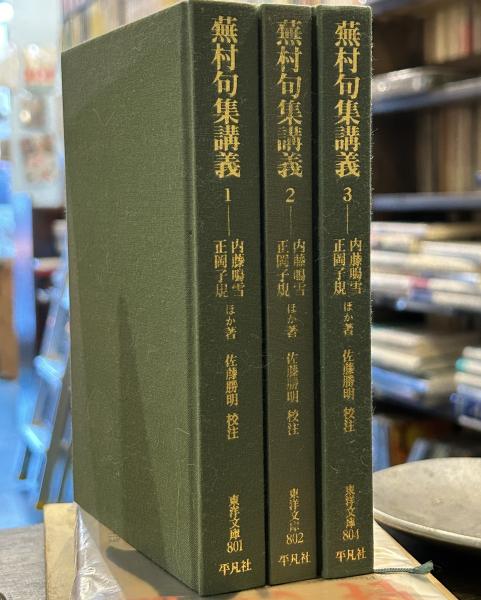 蕪村句集講義
1
内藤鳴雪
正岡子規
ほか著
佐藤勝明 校注
東洋文庫
801
平凡社
蕪村句集講義
2
内藤鳴雪
正岡子規
ほか著
佐藤勝明 校注
東洋文庫
802
平凡社
蕪村句集講義
3
内藤鳴雪
正岡子規
ほか著
佐藤勝明 校注
東洋文庫
804
平凡社